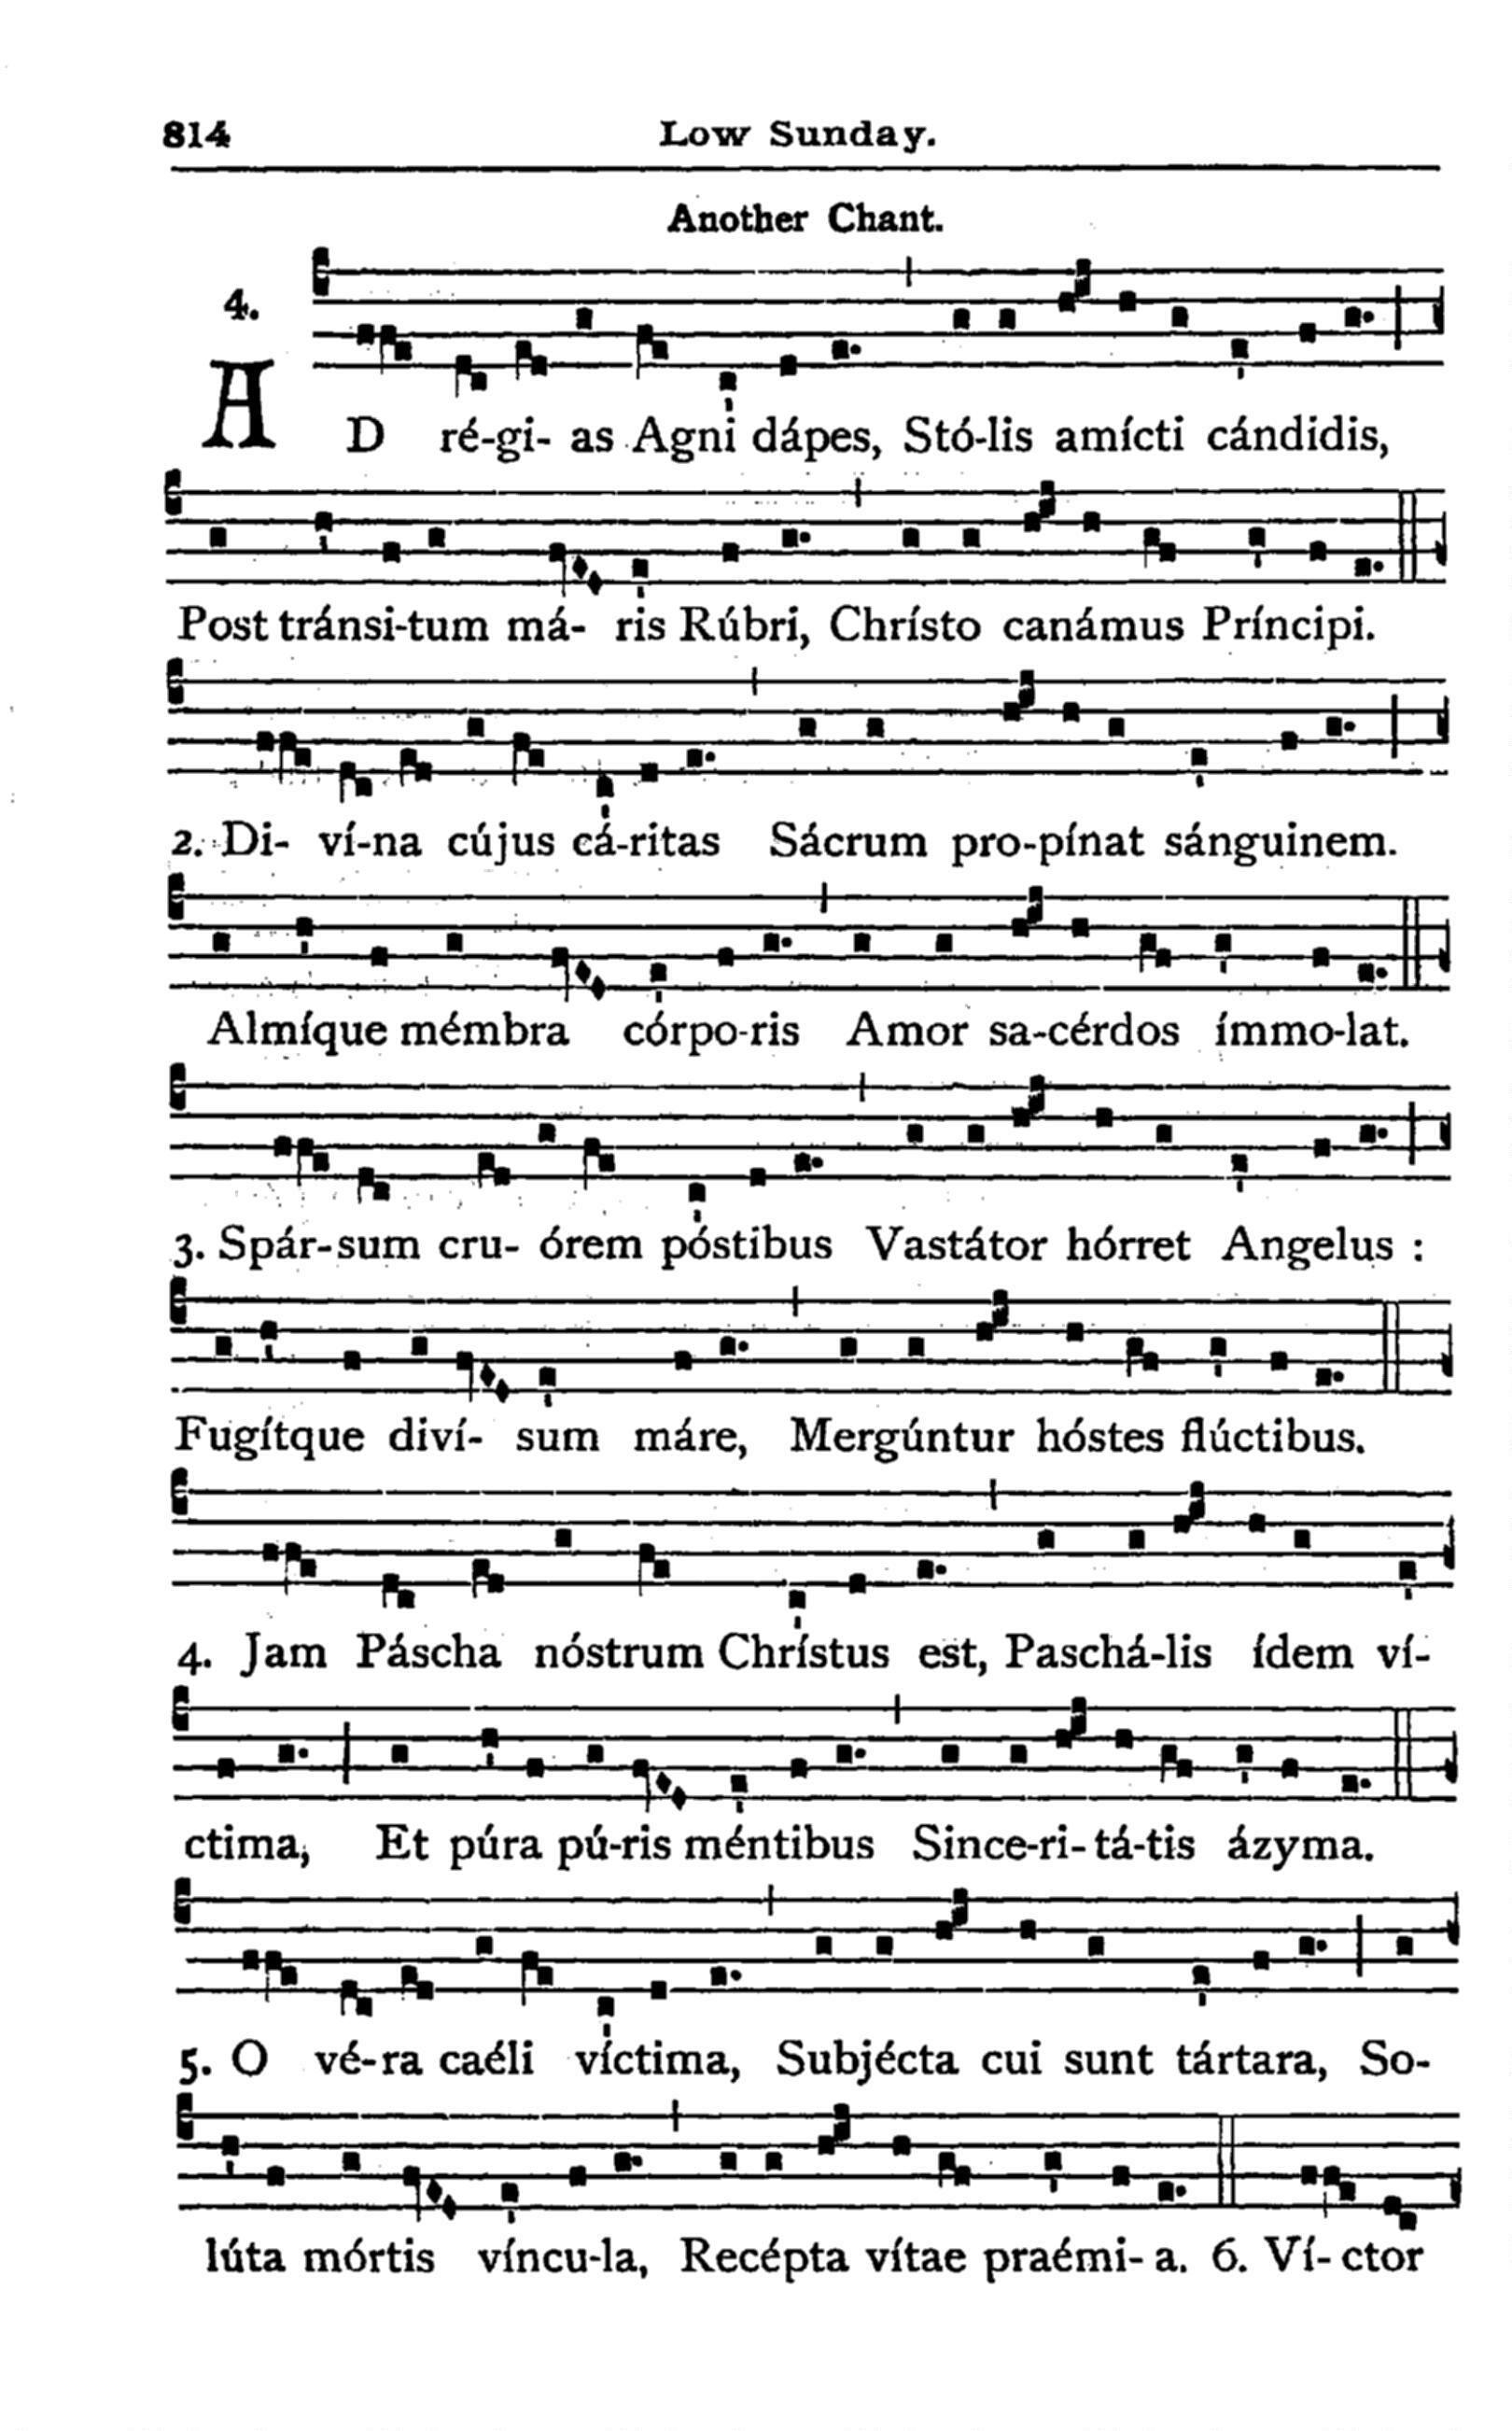 814 Low Sunday.
Another Chant.
4.
AD ré-gi- as Agni dápes, Stó-lis amícti cándidis,
Post tránsi-tum má- ris Rúbri, Chrísto canámus Príncipi.
2. Di- ví-na cújus cá-ritas Sácrum pro-pínat sánguinem.
Almíque mémbra córpo-ris Amor sa-cérdos ímmo-lat.
3. Spár-sum cru- órem póstibus Vastátor hórret Angelus :
Fugítque diví- sum máre, Mergúntur hóstes flúctibus.
4. Jam Páscha nóstrum Chrístus est, Paschá-lis ídem ví-
ctima, Et púra pú-ris méntibus Since-ri-tá-tis ázyma.
5. O vé-ra caéli víctima, Subjécta cui sunt tártara, So-
lúta mórtis víncu-la, Recépta vítae praémi- a. 6. Ví- ctor